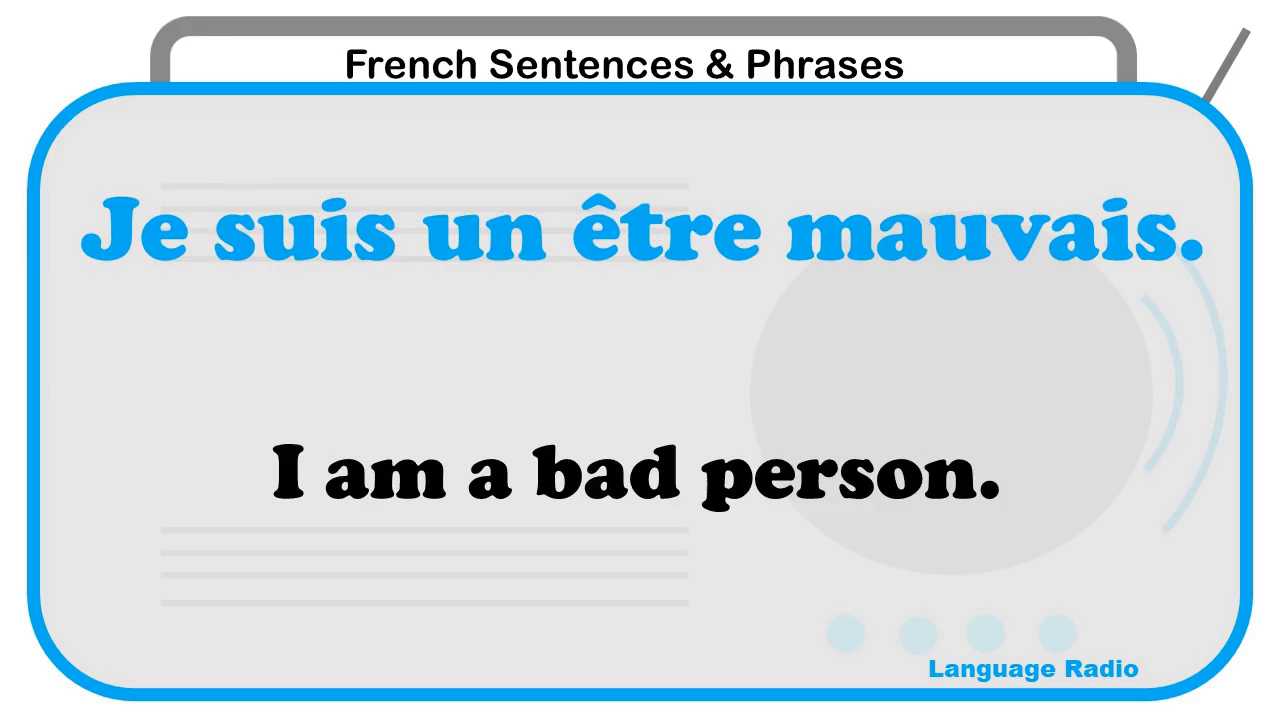 French Sentences & Phrases
Je suis un être mauvais.
I am a bad person.
Language Radio